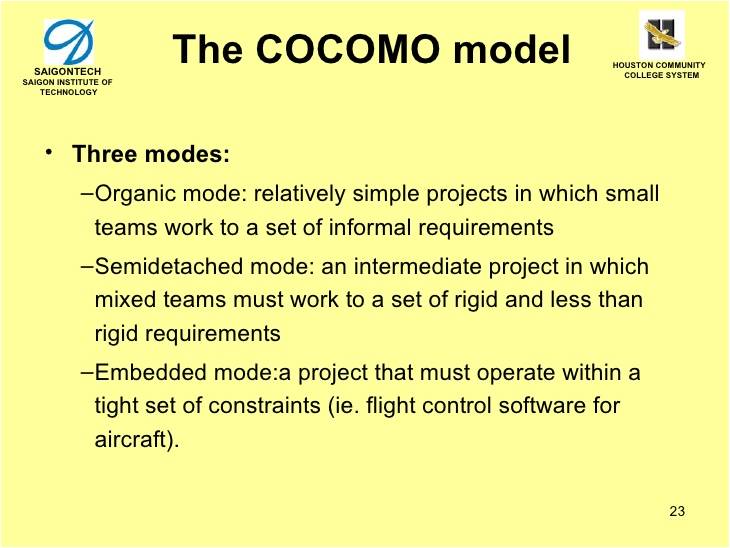 The COCOMO model
SAIGONTECH
SAIGON INSTITUTE OF
TECHNOLOGY
HOUSTON COMMUNITY
COLLEGE SYSTEM
• Three modes:
–Organic mode: relatively simple projects in which small
teams work to a set of informal requirements
–Semidetached mode: an intermediate project in which
mixed teams must work to a set of rigid and less than
rigid requirements
–Embedded mode:a project that must operate within a
tight set of constraints (ie. flight control software for
aircraft).
23